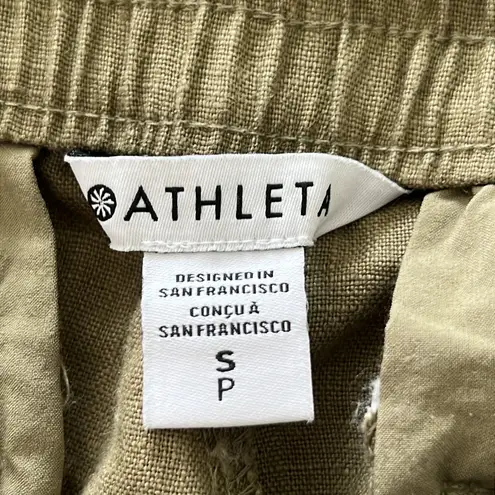 ATHLETA
DESIGNED IN
SAN FRANCISCO
CONÇU À
SAN FRANCISCO
S
P